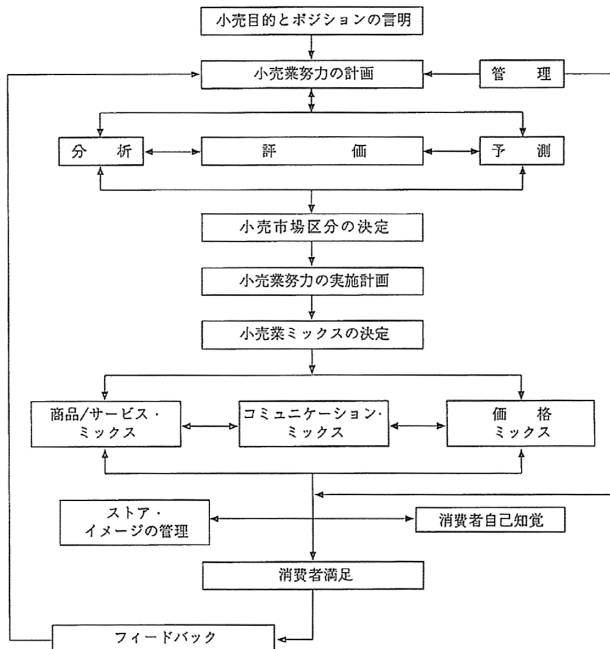 小売目的とポジションの言明
小売業努力の計画
管　理
分　析
評　価
予　測
小売市場区分の決定
小売業努力の実施計画
小売業ミックスの決定
商品/サービス・
ミックス
コミュニケーション・
ミックス
価　格
ミックス
ストア・
イメージの管理
消費者自己知覚
消費者満足
フィードバック